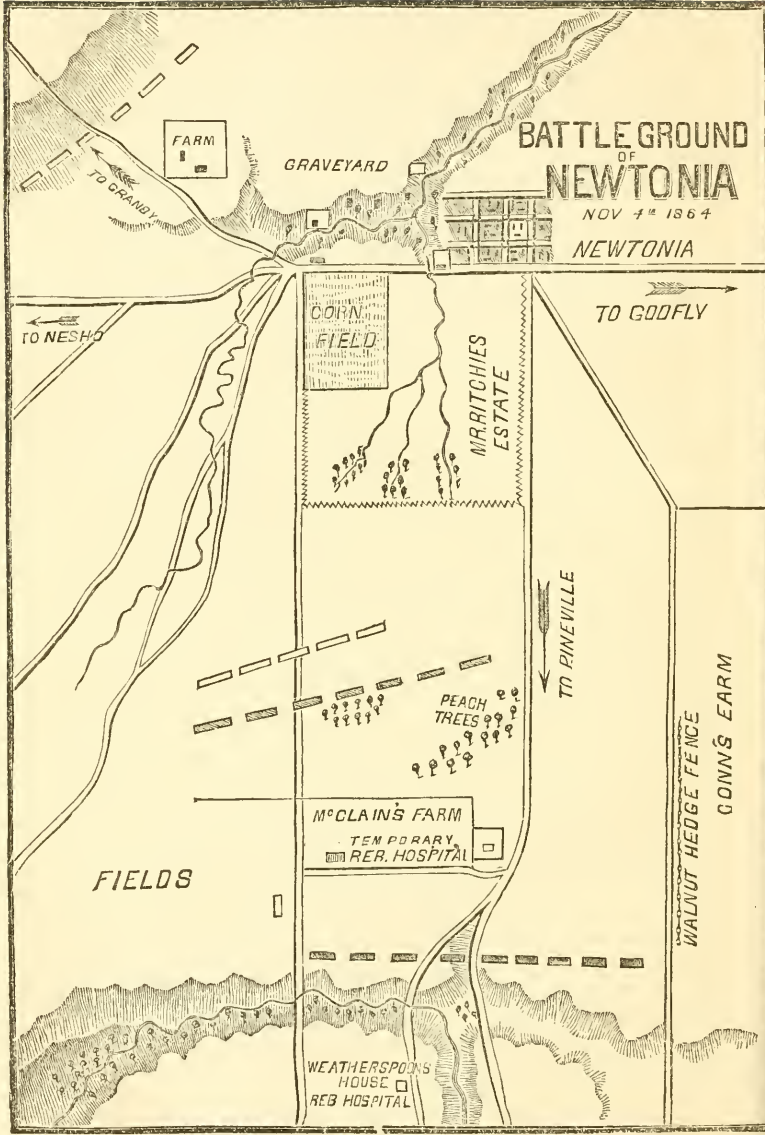 FARM
GRAVEYARD
TO GRANBY
BATTLE GROUND
OF
NEWTONIA
NOV 4TH 1864
NEWTONIA
TO NESHO
TO GODFLY
CORN
FIELD
MR. RITCHIES
ESTATE
TO PINEVILLE
PEACH
TREES
McCLAIN'S FARM
TEMPORARY
REB. HOSPITAL
FIELDS
WALNUT HEDGE FENCE
CONN'S FARM
WEATHERSPOONS
HOUSE
REB HOSPITAL